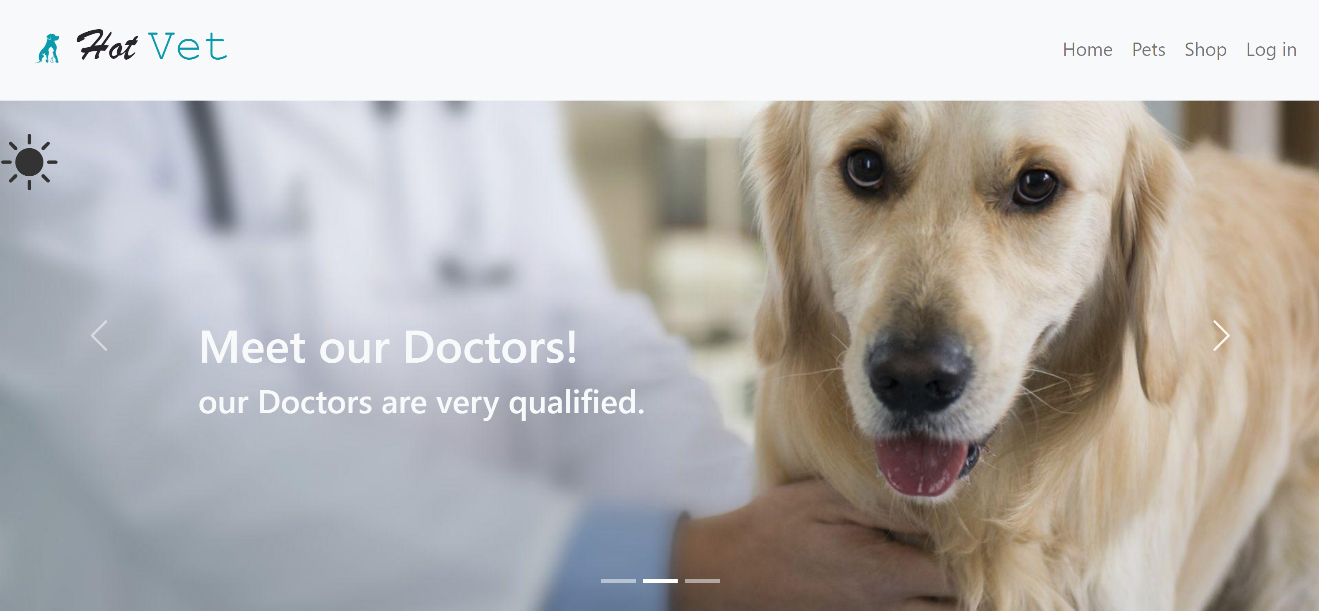 Hot Vet
Home Pets Shop Log in
Meet our Doctors!
our Doctors are very qualified.